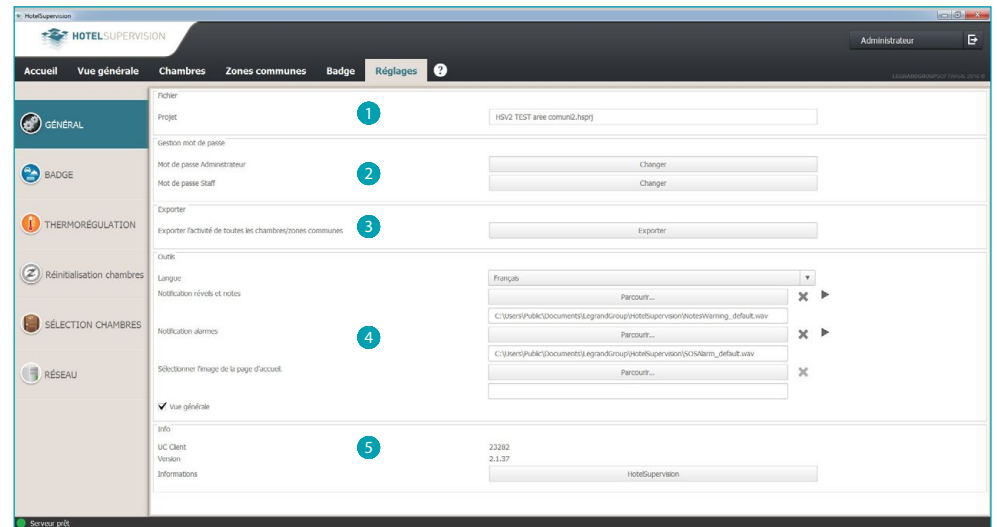 HotelSupervision
HOTELSUPERVISION
Administrateur
Accueil Vue générale Chambres Zones communes Badge Réglages ?
LEGRANDGROUPSOFTWARE 2016 ®
GÉNÉRAL
BADGE
THERMORÉGULATION
Réinitialisation chambres
SÉLECTION CHAMBRES
RÉSEAU
Fichier
Projet 1 HSV2 TEST aree comuni2.hsprj
Gestion mot de passe
Mot de passe Administrateur Changer
2
Mot de passe Staff Changer
Exporter
Exporter l'activité de toutes les chambres/zones communes 3 Exporter
Outils
Langue Français
Notification révels et notes Parcourir...
C:\Users\Public\Documents\LegrandGroup\HotelSupervision\NotesWarning_default.wav
Notification alarmes 4 Parcourir...
C:\Users\Public\Documents\LegrandGroup\HotelSupervision\SOSAlarm_default.wav
Sélectionner l'image de la page d'accueil. Parcourir...
Vue générale
Info
UC Client 5 23282
Version 2.1.37
Informations HotelSupervision
Serveur prêt